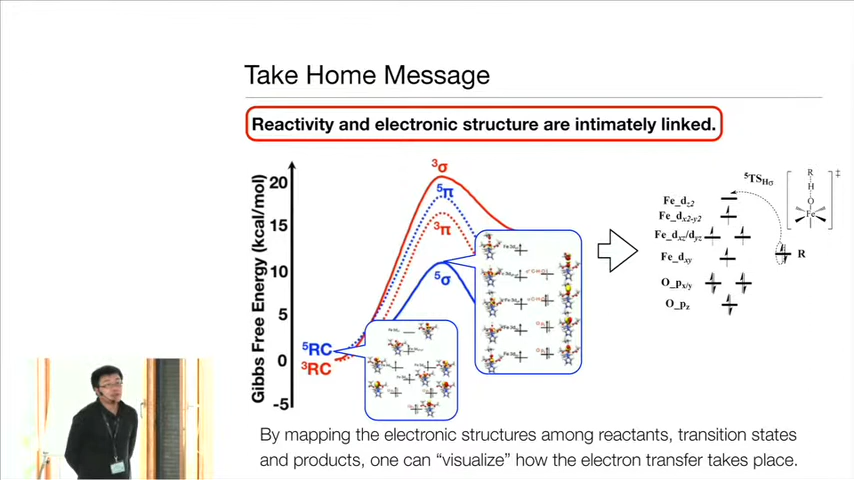 Take Home Message
Reactivity and electronic structure are intimately linked.
Gibbs Free Energy (kcal/mol)
20
15
10
5
0
-5
³σ
⁵π
³π
⁵σ
⁵RC
³RC
⁵TS_Hσ
R
H
O
Fe
‡
Fe_d_z2
Fe_d_x2-y2
Fe_d_xz/d_yz
Fe_d_xy
O_p_x/y
O_p_z
R
By mapping the electronic structures among reactants, transition states
and products, one can “visualize” how the electron transfer takes place.